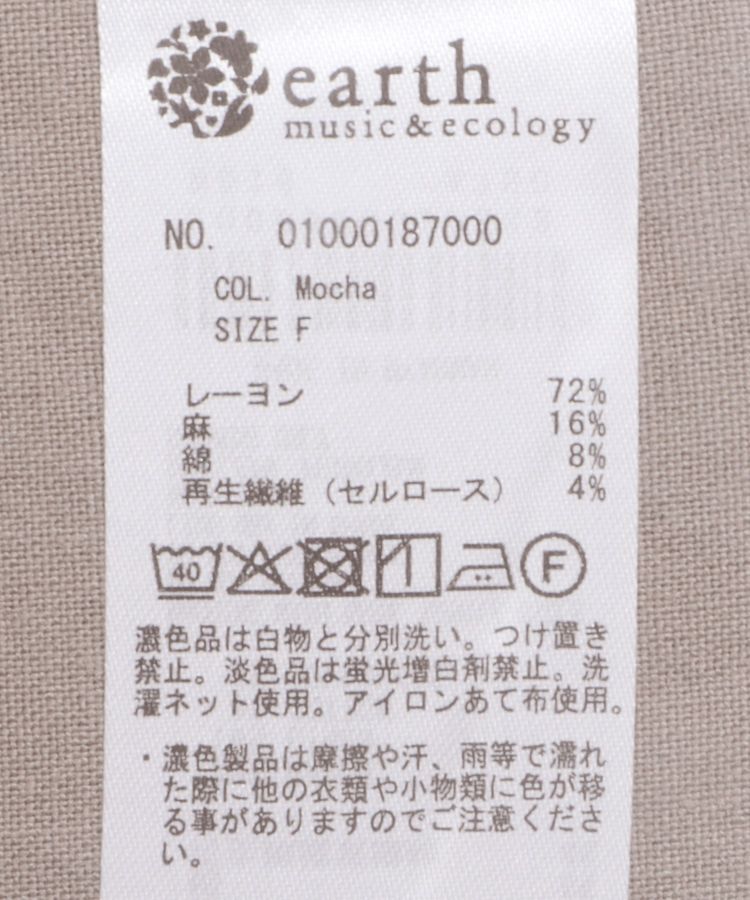 earth
music&ecology
NO. 01000187000
COL. Mocha
SIZE F
レーヨン 72%
麻 16%
綿 8%
再生繊維（セルロース） 4%
40 F
濃色品は白物と分別洗い。つけ置き
禁止。淡色品は蛍光増白剤禁止。洗
濯ネット使用。アイロンあて布使用。
・濃色製品は摩擦や汗、雨等で濡れ
た際に他の衣類や小物類に色が移
る事がありますのでご注意くださ
い。